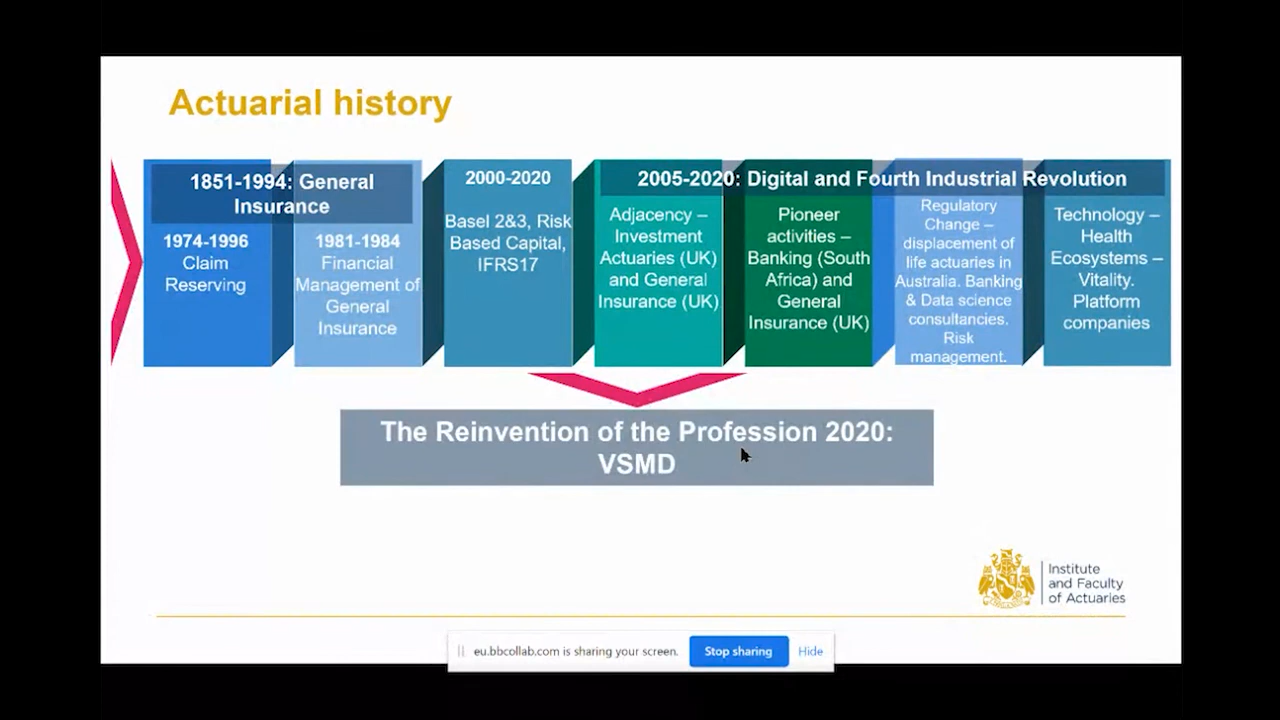 Actuarial history
1851-1994: General
Insurance
1974-1996
Claim
Reserving
1981-1984
Financial
Management of
General
Insurance
2000-2020
Basel 2&3, Risk
Based Capital,
IFRS17
2005-2020: Digital and Fourth Industrial Revolution
Adjacency –
Investment
Actuaries (UK)
and General
Insurance (UK)
Pioneer
activities –
Banking (South
Africa) and
General
Insurance (UK)
Regulatory
Change –
displacement of
life actuaries in
Australia. Banking
& Data science
consultancies.
Risk
management.
Technology –
Health
Ecosystems –
Vitality.
Platform
companies
The Reinvention of the Profession 2020:
VSMD
Institute
and Faculty
of Actuaries
eu.bbcollab.com is sharing your screen.
Stop sharing
Hide